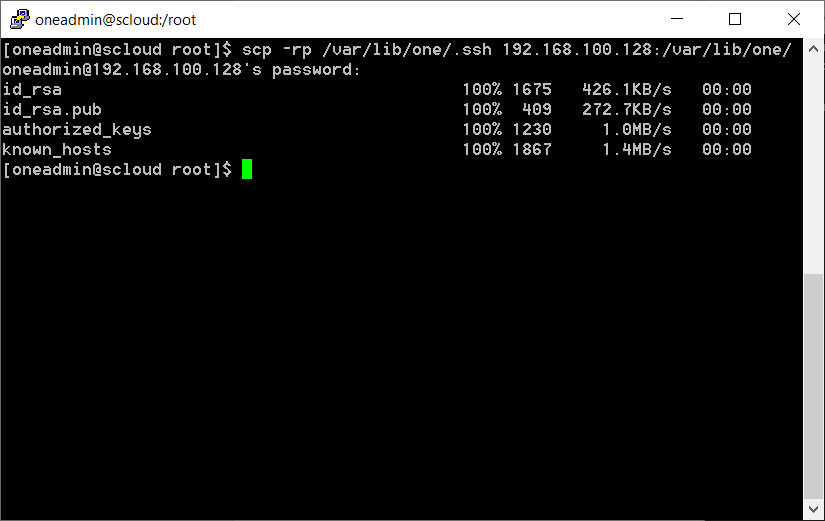 oneadmin@scloud:/root
[oneadmin@scloud root]$ scp -rp /var/lib/one/.ssh 192.168.100.128:/var/lib/one/
oneadmin@192.168.100.128's password:
id_rsa 100% 1675 426.1KB/s 00:00
id_rsa.pub 100% 409 272.7KB/s 00:00
authorized_keys 100% 1230 1.0MB/s 00:00
known_hosts 100% 1867 1.4MB/s 00:00
[oneadmin@scloud root]$